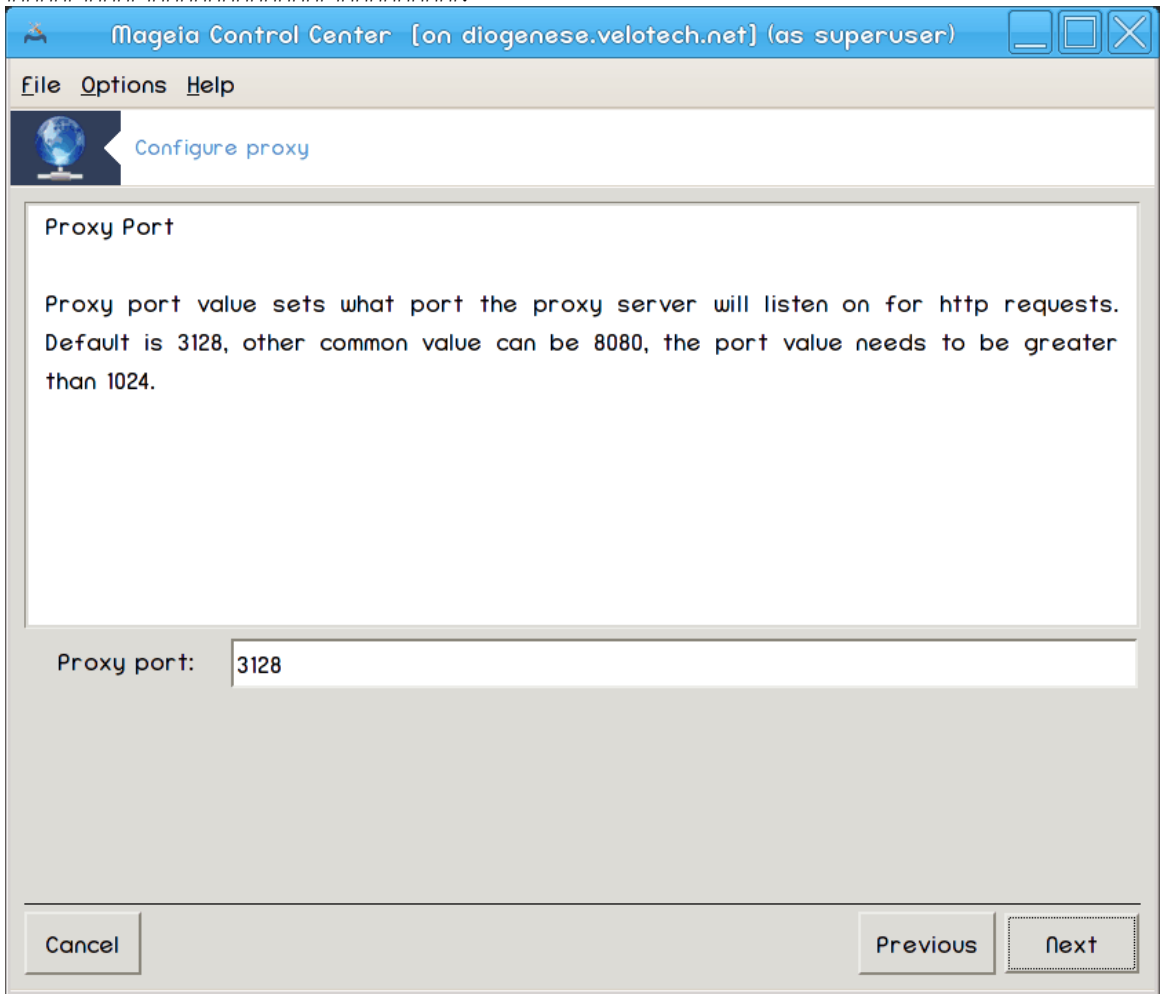 Mageia Control Center [on diogenese.velotech.net] (as superuser)
File Options Help
Configure proxy
Proxy Port
Proxy port value sets what port the proxy server will listen on for http requests.
Default is 3128, other common value can be 8080, the port value needs to be greater
than 1024.
Proxy port: 3128
Cancel Previous Next